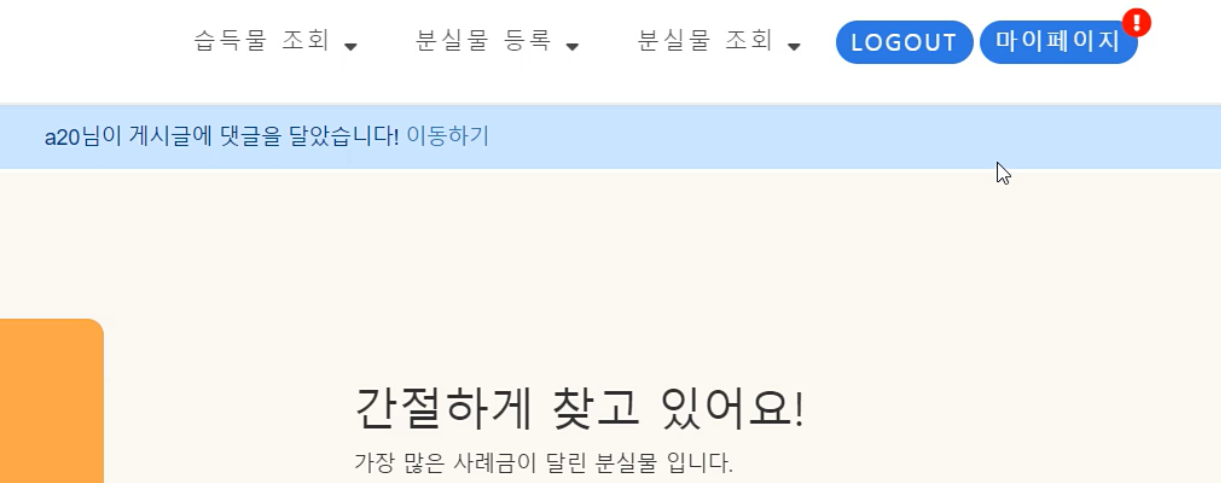 습득물 조회 분실물 등록 분실물 조회 LOGOUT 마이페이지 !
a20님이 게시글에 댓글을 달았습니다! 이동하기
간절하게 찾고 있어요!
가장 많은 사례금이 달린 분실물 입니다.